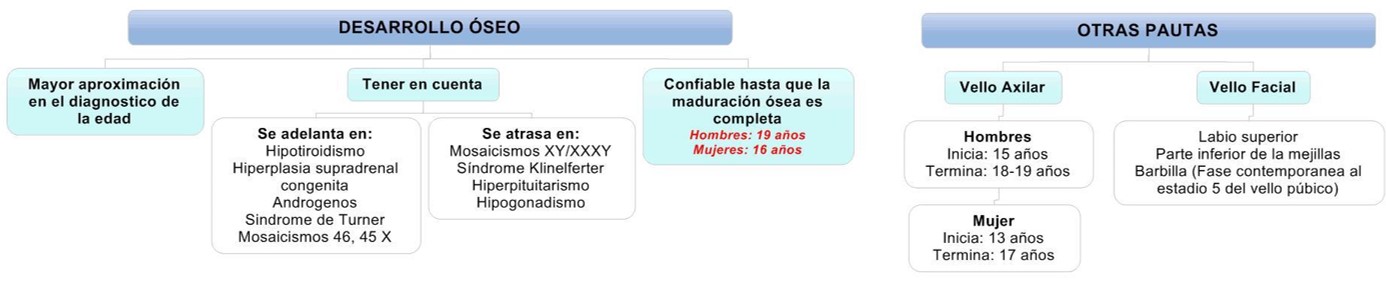 DESARROLLO ÓSEO
Mayor aproximación
en el diagnostico de
la edad
Tener en cuenta
Se adelanta en:
Hipotiroidismo
Hiperplasia supradrenal
congenita
Androgenos
Sindrome de Turner
Mosaicismos 46, 45 X
Se atrasa en:
Mosaicismos XY/XXXY
Síndrome Klinelferter
Hiperpituitarismo
Hipogonadismo
Confiable hasta que la
maduración ósea es
completa
Hombres: 19 años
Mujeres: 16 años
OTRAS PAUTAS
Vello Axilar
Hombres
Inicia: 15 años
Termina: 18-19 años
Mujer
Inicia: 13 años
Termina: 17 años
Vello Facial
Labio superior
Parte inferior de la mejillas
Barbilla (Fase contemporanea al
estadio 5 del vello púbico)